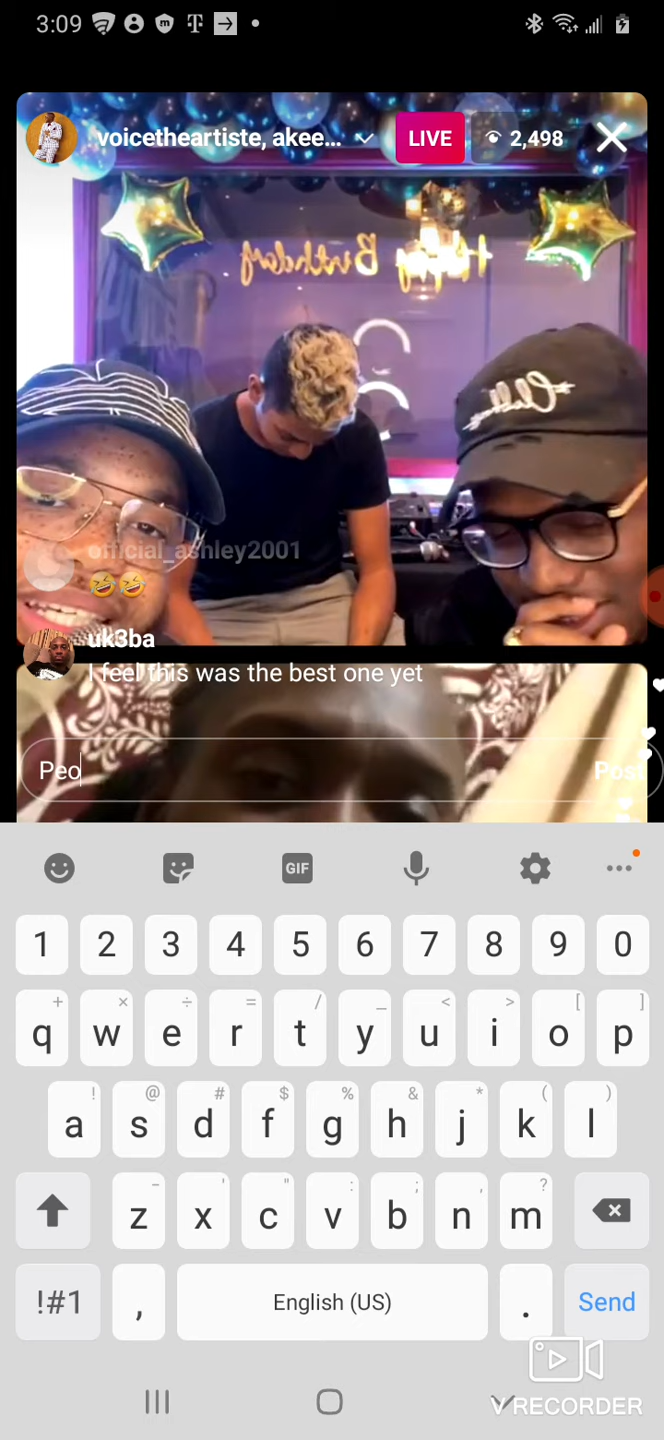 3:09
voicetheartiste, akee...
LIVE
2,498
Happy Birthday
Chill
official_ashley2001
🤣🤣
uk3ba
I feel this was the best one yet
Peo
Post
GIF
1 2 3 4 5 6 7 8 9 0
+ × ÷ = / _ < > [ ]
q w e r t y u i o p
! @ # $ % & * ( )
a s d f g h j k l
- ' " : ; , ?
z x c v b n m
!#1 , English (US) . Send
V RECORDER